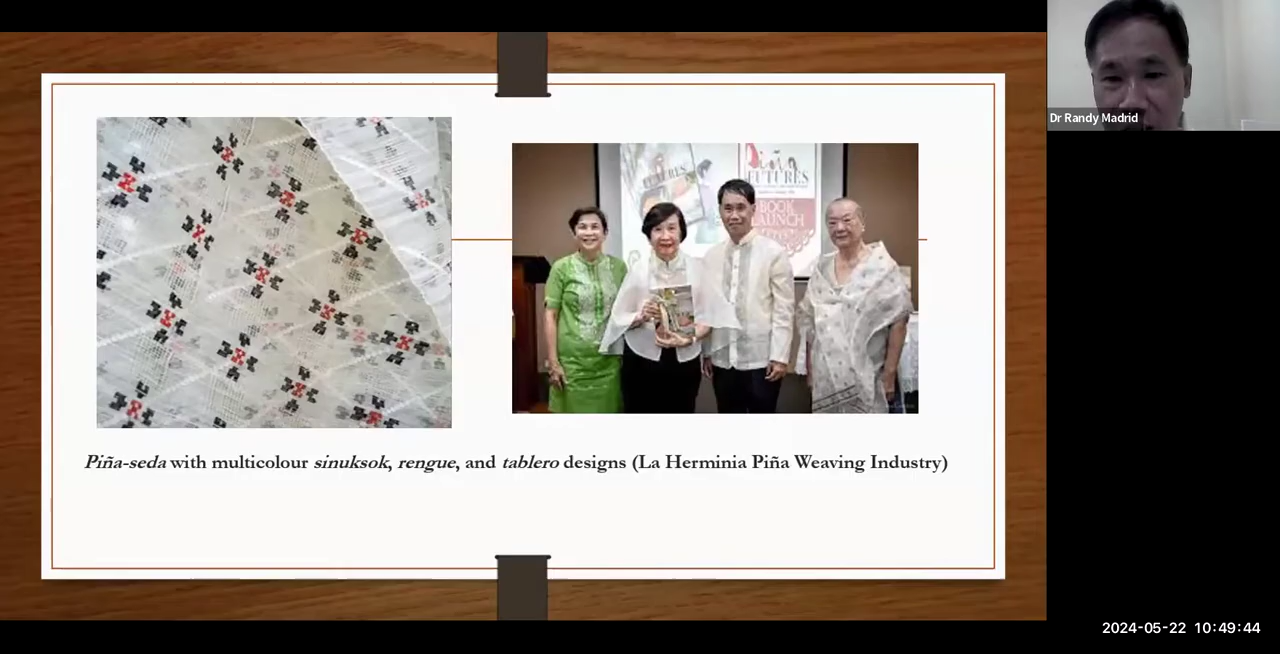 Piña
FUTURES
BOOK
LAUNCH
Piña-seda with multicolour sinuksok, rengue, and tablero designs (La Herminia Piña Weaving Industry)
Dr Randy Madrid
2024-05-22 10:49:44